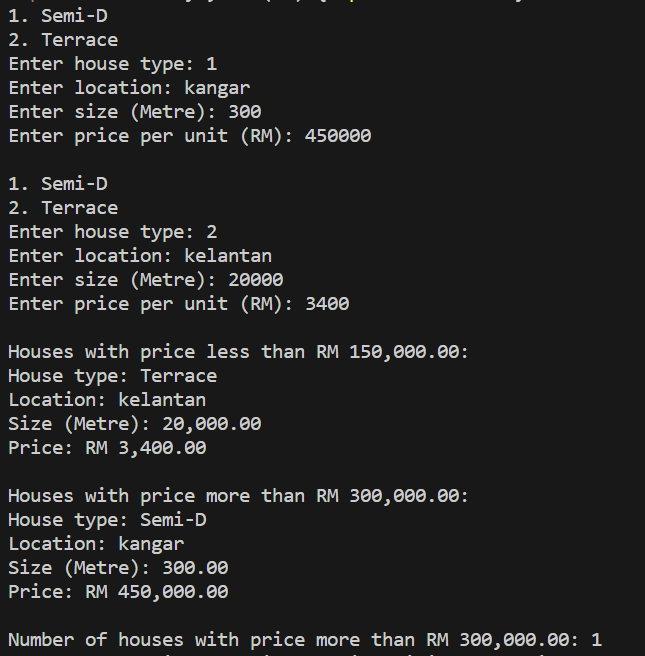 1. Semi-D
2. Terrace
Enter house type: 1
Enter location: kangar
Enter size (Metre): 300
Enter price per unit (RM): 450000
1. Semi-D
2. Terrace
Enter house type: 2
Enter location: kelantan
Enter size (Metre): 20000
Enter price per unit (RM): 3400
Houses with price less than RM 150,000.00:
House type: Terrace
Location: kelantan
Size (Metre): 20,000.00
Price: RM 3,400.00
Houses with price more than RM 300,000.00:
House type: Semi-D
Location: kangar
Size (Metre): 300.00
Price: RM 450,000.00
Number of houses with price more than RM 300,000.00: 1